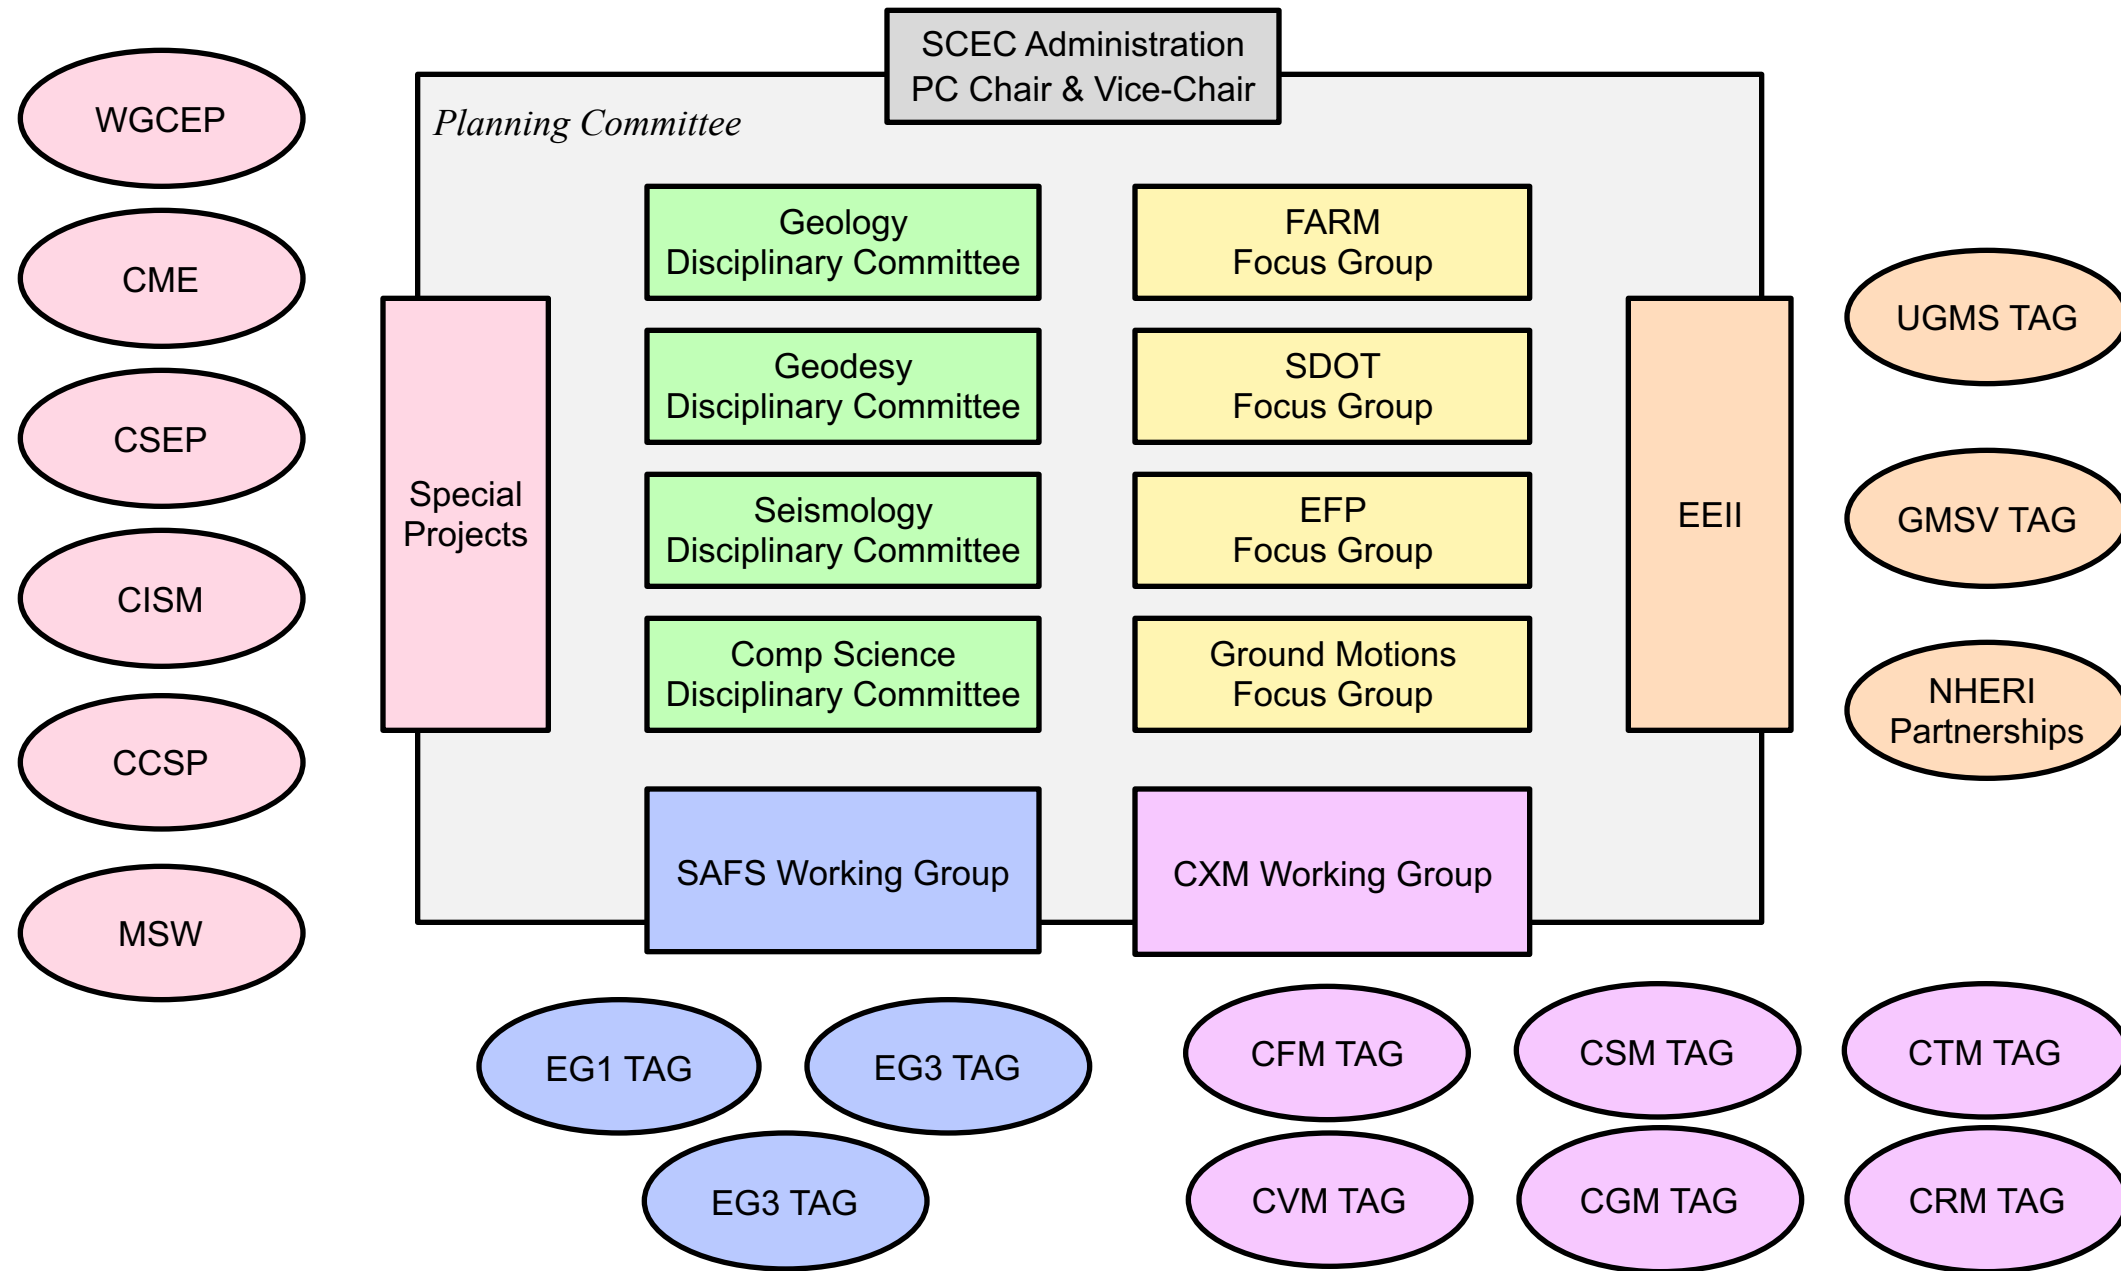 SCEC Administration
PC Chair & Vice-Chair
Planning Committee
WGCEP
CME
CSEP
CISM
CCSP
MSW
Special
Projects
Geology
Disciplinary Committee
Geodesy
Disciplinary Committee
Seismology
Disciplinary Committee
Comp Science
Disciplinary Committee
FARM
Focus Group
SDOT
Focus Group
EFP
Focus Group
Ground Motions
Focus Group
EEII
UGMS TAG
GMSV TAG
NHERI
Partnerships
SAFS Working Group
CXM Working Group
EG1 TAG
EG3 TAG
EG3 TAG
CFM TAG
CSM TAG
CTM TAG
CVM TAG
CGM TAG
CRM TAG